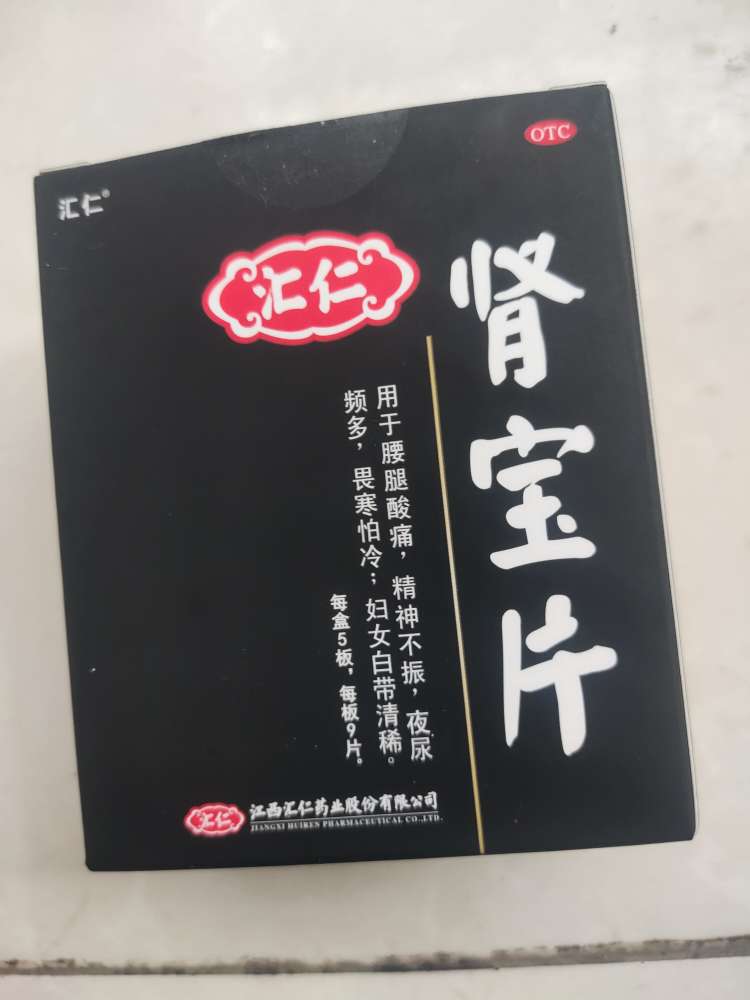 汇仁®
OTC
汇仁
肾宝片
用于腰腿酸痛，精神不振，夜尿
频多，畏寒怕冷；妇女白带清稀。
每盒5板，每板9片。
汇仁
江西汇仁药业股份有限公司
JIANGXI HUIREN PHARMACEUTICAL CO.,LTD.